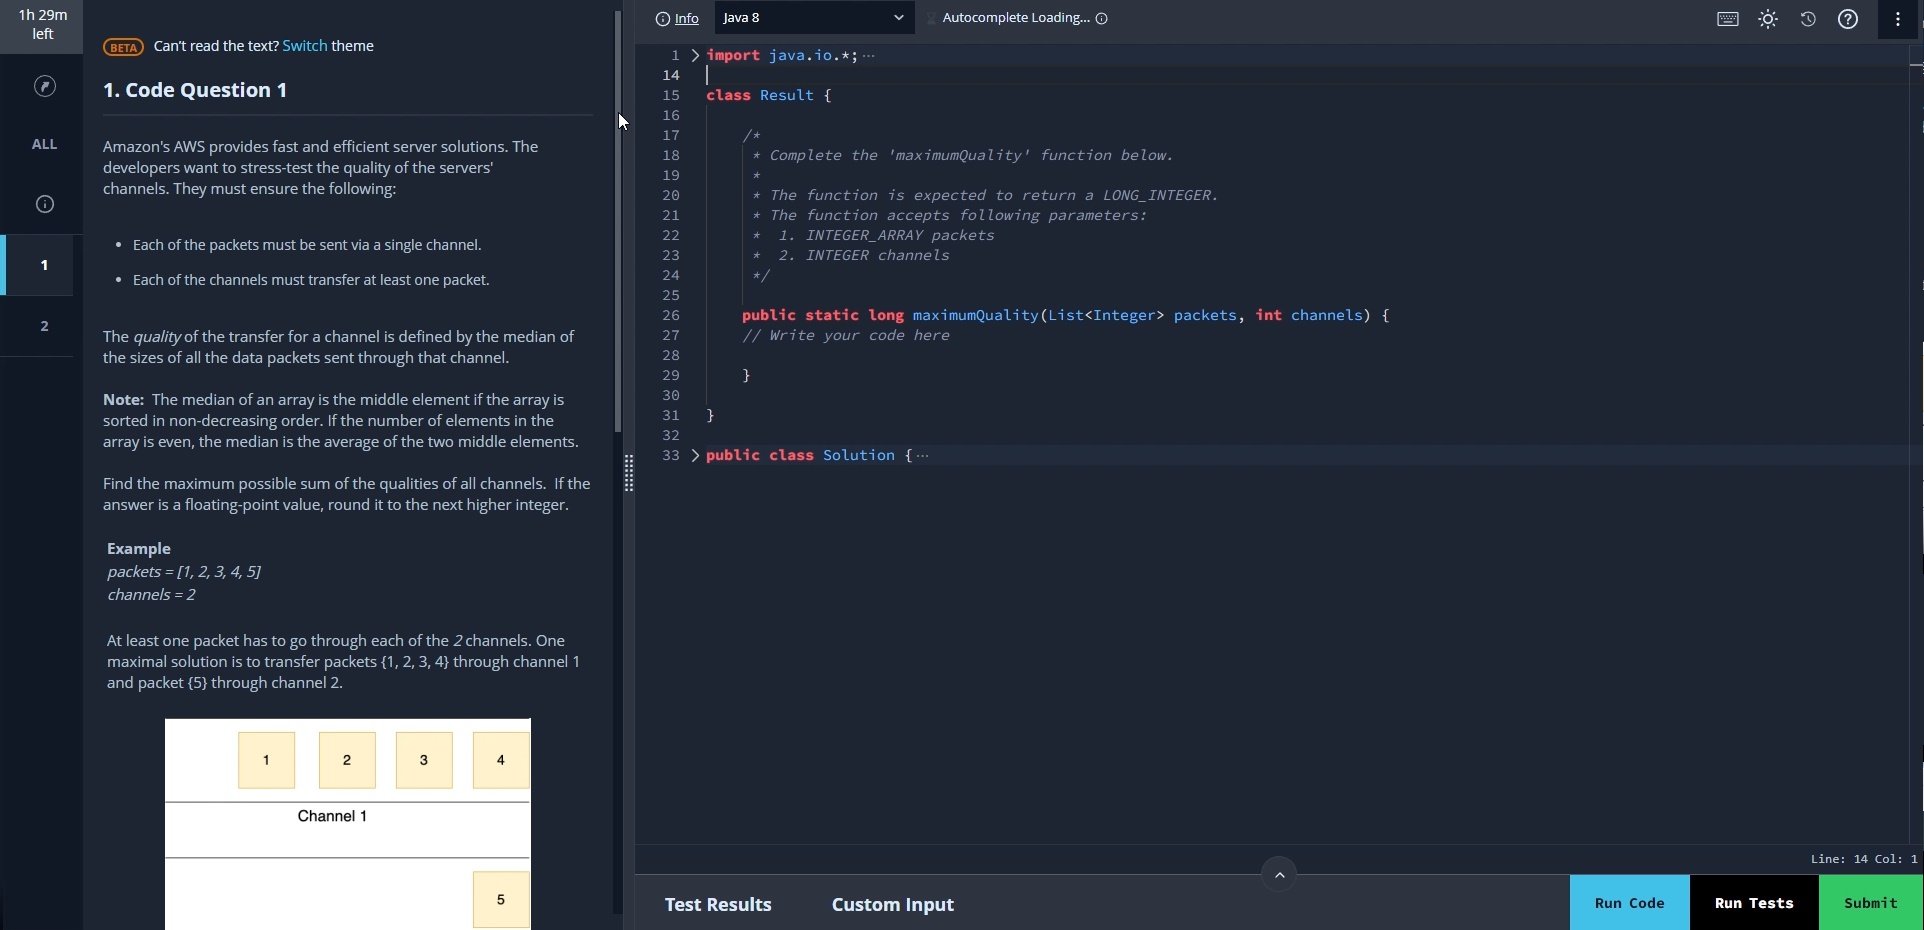 1h 29m
left
ALL
1
2
BETA Can't read the text? Switch theme
1. Code Question 1
Amazon's AWS provides fast and efficient server solutions. The
developers want to stress-test the quality of the servers'
channels. They must ensure the following:
• Each of the packets must be sent via a single channel.
• Each of the channels must transfer at least one packet.
The quality of the transfer for a channel is defined by the median of
the sizes of all the data packets sent through that channel.
Note: The median of an array is the middle element if the array is
sorted in non-decreasing order. If the number of elements in the
array is even, the median is the average of the two middle elements.
Find the maximum possible sum of the qualities of all channels. If the
answer is a floating-point value, round it to the next higher integer.
Example
packets = [1, 2, 3, 4, 5]
channels = 2
At least one packet has to go through each of the 2 channels. One
maximal solution is to transfer packets {1, 2, 3, 4} through channel 1
and packet {5} through channel 2.
1 2 3 4
Channel 1
5
Info Java 8 Autocomplete Loading...
1 import java.io.*; ...
14
15 class Result {
16
17 /*
18 * Complete the 'maximumQuality' function below.
19 *
20 * The function is expected to return a LONG_INTEGER.
21 * The function accepts following parameters:
22 * 1. INTEGER_ARRAY packets
23 * 2. INTEGER channels
24 */
25
26 public static long maximumQuality(List<Integer> packets, int channels) {
27 // Write your code here
28
29 }
30
31 }
32
33 public class Solution { ...
Line: 14 Col: 1
Test Results Custom Input Run Code Run Tests Submit